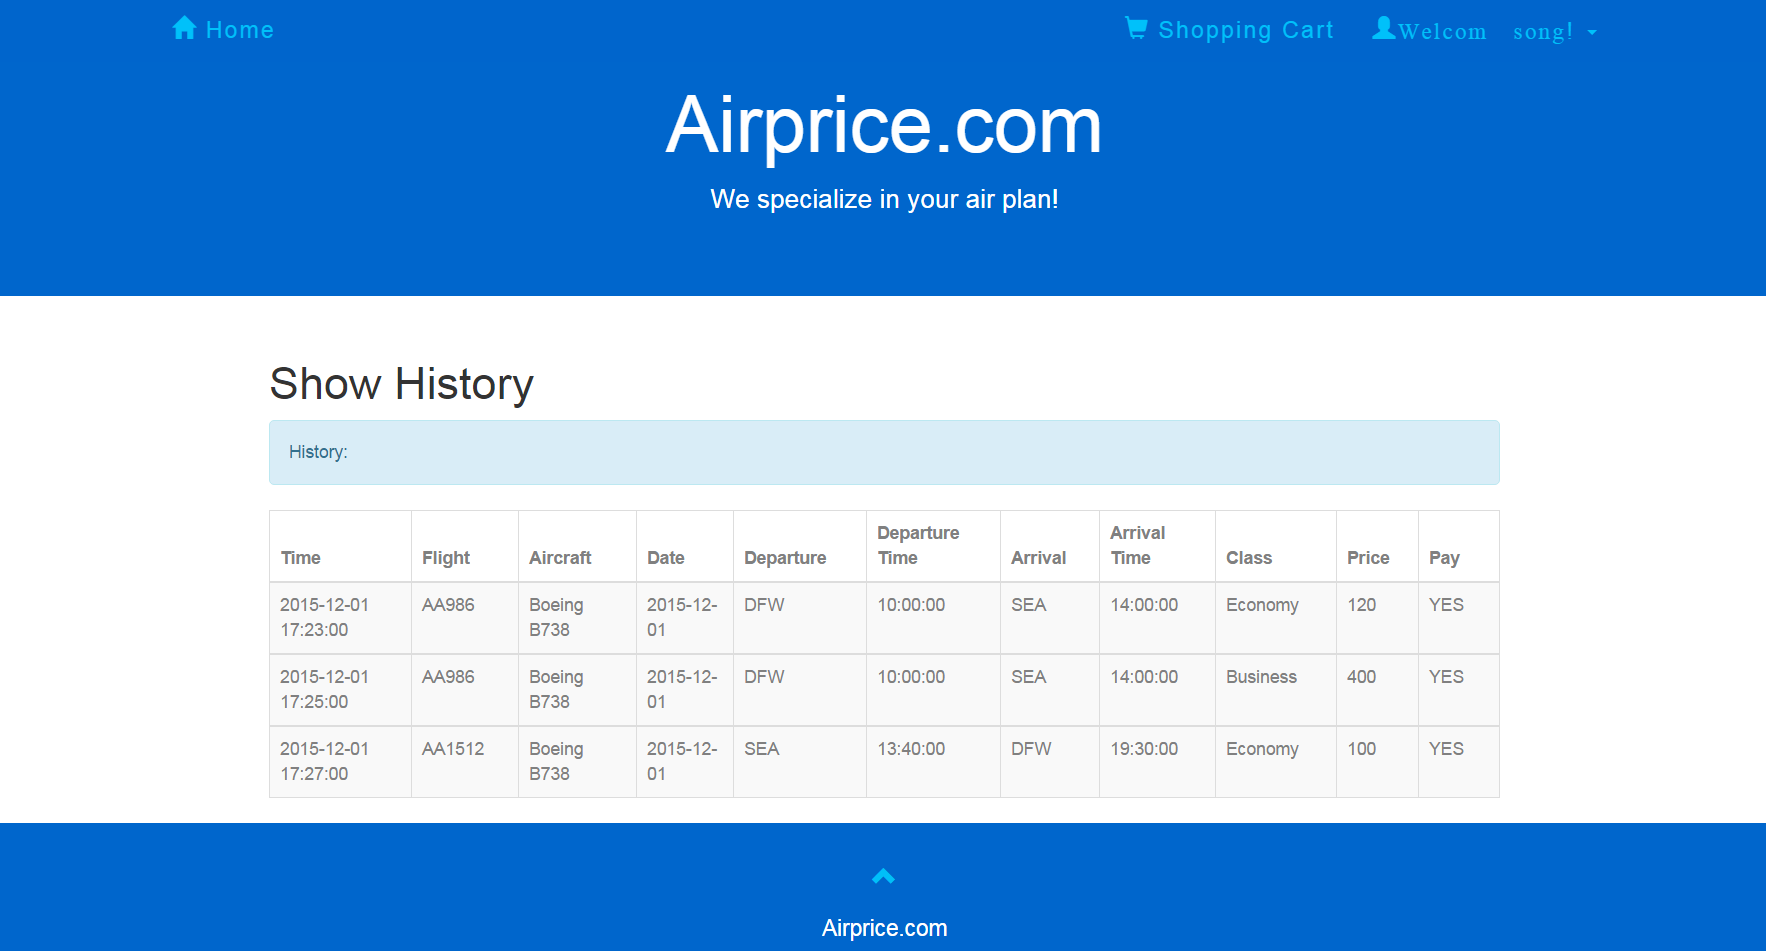 Home Shopping Cart Welcom song!
Airprice.com
We specialize in your air plan!
Show History
History:
Time Flight Aircraft Date Departure Departure Time Arrival Arrival Time Class Price Pay
2015-12-01 17:23:00 AA986 Boeing B738 2015-12-01 DFW 10:00:00 SEA 14:00:00 Economy 120 YES
2015-12-01 17:25:00 AA986 Boeing B738 2015-12-01 DFW 10:00:00 SEA 14:00:00 Business 400 YES
2015-12-01 17:27:00 AA1512 Boeing B738 2015-12-01 SEA 13:40:00 DFW 19:30:00 Economy 100 YES
Airprice.com